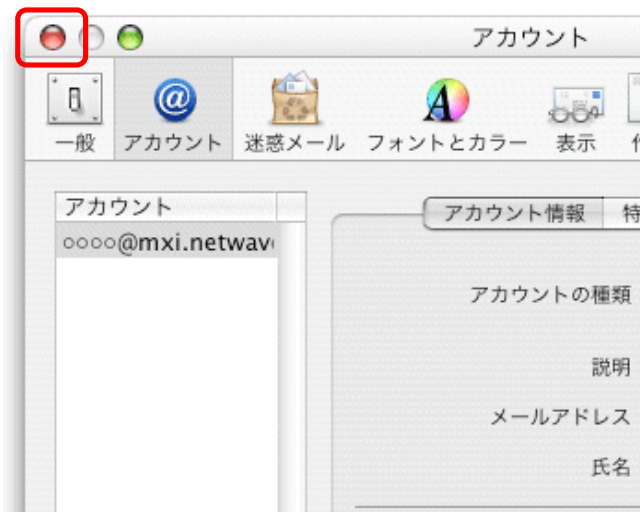 アカウント
一般 アカウント 迷惑メール フォントとカラー 表示
アカウント
アカウント情報
○○○○@mxi.netwav
アカウントの種類
説明
メールアドレス
氏名